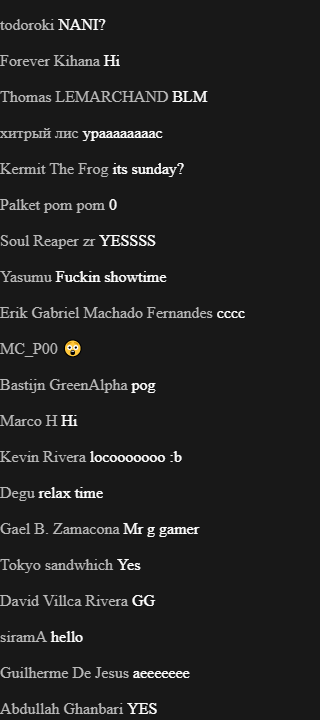 todoroki NANI?
Forever Kihana Hi
Thomas LEMARCHAND BLM
хитрый лис ураааааааас
Kermit The Frog its sunday?
Palket pom pom 0
Soul Reaper zr YESSSS
Yasumu Fuckin showtime
Erik Gabriel Machado Fernandes cccc
MC_P00 😲
Bastijn GreenAlpha pog
Marco H Hi
Kevin Rivera locooooooo :b
Degu relax time
Gael B. Zamacona Mr g gamer
Tokyo sandwhich Yes
David Villca Rivera GG
siramA hello
Guilherme De Jesus aeeeeeee
Abdullah Ghanbari YES